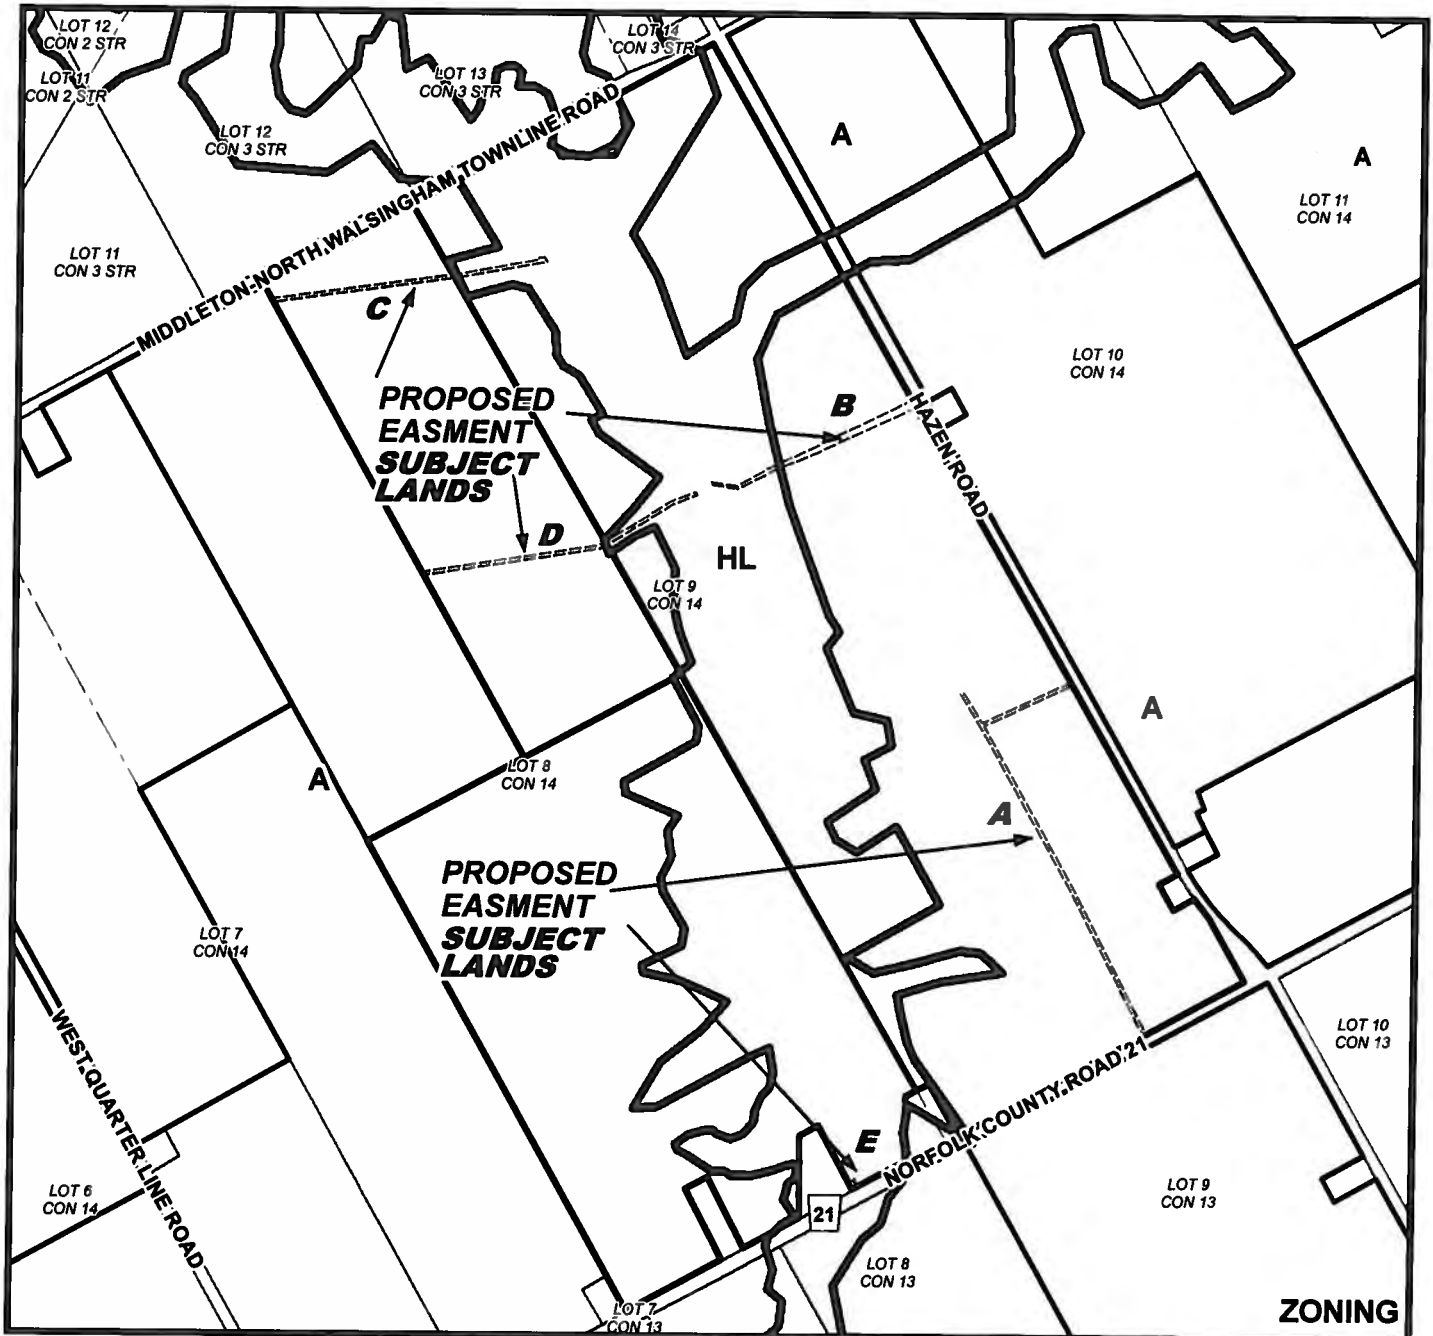 LOT 12
CON 2 STR
LOT 14
CON 3 STR
LOT 11
CON 2 STR
LOT 13
CON 3 STR
LOT 12
CON 3 STR
A
A
LOT 11
CON 14
LOT 11
CON 3 STR
MIDDLETON-NORTH WALSINGHAM TOWNLINE ROAD
C
LOT 10
CON 14
PROPOSED
EASMENT
SUBJECT
LANDS
B
HAZEN ROAD
D
HL
LOT 9
CON 14
A
LOT 8
CON 14
A
A
PROPOSED
EASMENT
SUBJECT
LANDS
LOT 7
CON 14
WEST QUARTER LINE ROAD
LOT 10
CON 13
NORFOLK COUNTY ROAD 21
E
LOT 6
CON 14
LOT 9
CON 13
21
LOT 8
CON 13
LOT 7
CON 13
ZONING